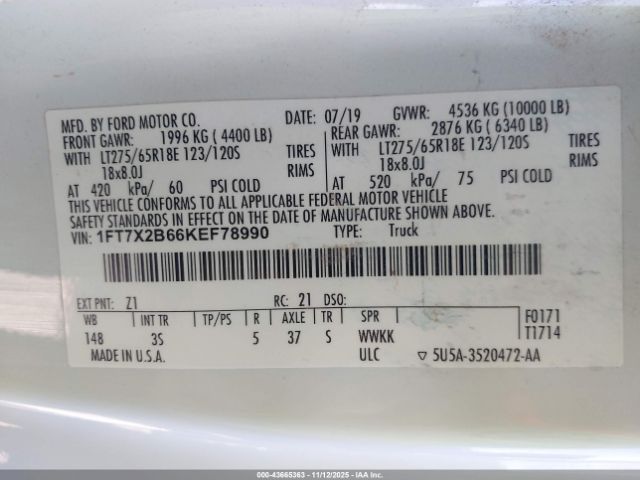 MFD. BY FORD MOTOR CO. DATE: 07/19 GVWR: 4536 KG (10000 LB)
FRONT GAWR: 1996 KG ( 4400 LB) REAR GAWR: 2876 KG ( 6340 LB)
WITH LT275/65R18E 123/120S TIRES WITH LT275/65R18E 123/120S TIRES
18x8.0J RIMS 18x8.0J RIMS
AT 420 kPa/ 60 PSI COLD AT 520 kPa/ 75 PSI COLD
THIS VEHICLE CONFORMS TO ALL APPLICABLE FEDERAL MOTOR VEHICLE
SAFETY STANDARDS IN EFFECT ON THE DATE OF MANUFACTURE SHOWN ABOVE.
VIN: 1FT7X2B66KEF78990 TYPE: Truck
EXT PNT: Z1 RC: 21 DSO:
WB INT TR TP/PS R AXLE TR SPR F0171
148 3S 5 37 S WWKK T1714
MADE IN U.S.A. ULC ▽ 5U5A-3520472-AA
000-43665363 - 11/12/2025 - IAA Inc.